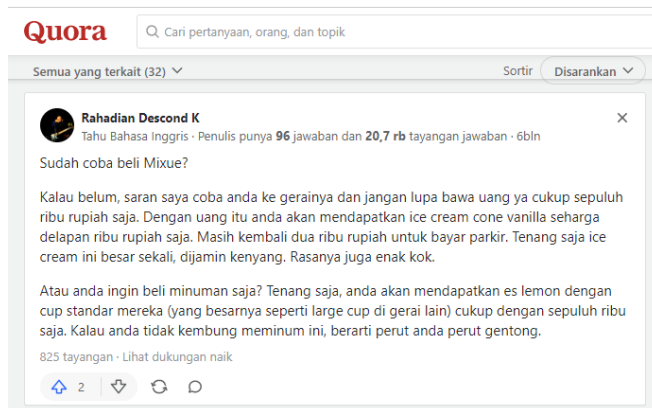 Quora
Cari pertanyaan, orang, dan topik
Semua yang terkait (32)
Sortir
Disarankan
Rahadian Descond K
Tahu Bahasa Inggris · Penulis punya 96 jawaban dan 20,7 rb tayangan jawaban · 6bln
Sudah coba beli Mixue?
Kalau belum, saran saya coba anda ke gerainya dan jangan lupa bawa uang ya cukup sepuluh
ribu rupiah saja. Dengan uang itu anda akan mendapatkan ice cream cone vanilla seharga
delapan ribu rupiah saja. Masih kembali dua ribu rupiah untuk bayar parkir. Tenang saja ice
cream ini besar sekali, dijamin kenyang. Rasanya juga enak kok.
Atau anda ingin beli minuman saja? Tenang saja, anda akan mendapatkan es lemon dengan
cup standar mereka (yang besarnya seperti large cup di gerai lain) cukup dengan sepuluh ribu
saja. Kalau anda tidak kembung meminum ini, berarti perut anda perut gentong.
825 tayangan · Lihat dukungan naik
2